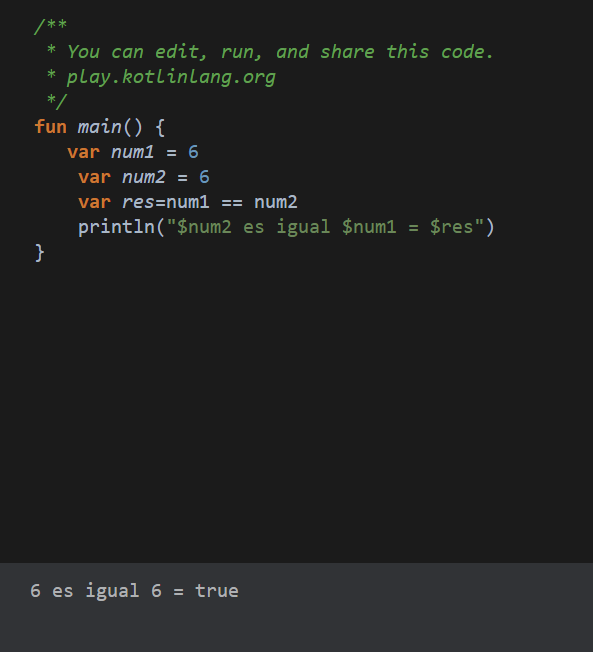 /**
 * You can edit, run, and share this code.
 * play.kotlinlang.org
 */
fun main() {
   var num1 = 6
    var num2 = 6
    var res=num1 == num2
    println("$num2 es igual $num1 = $res")
}
6 es igual 6 = true